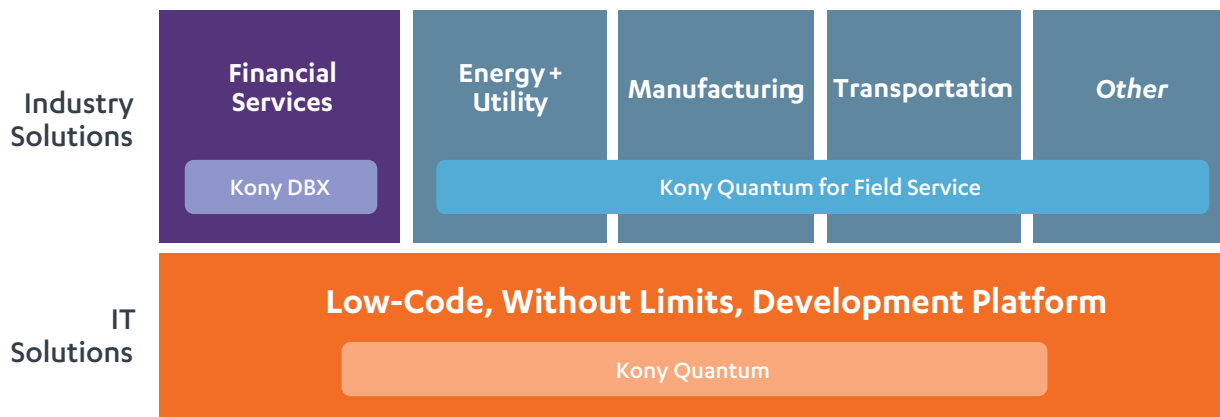 Industry
Solutions
Financial
Services
Energy+
Utility
Manufacturing
Transportation
Other
Kony DBX
Kony Quantum for Field Service
IT
Solutions
Low-Code, Without Limits, Development Platform
Kony Quantum